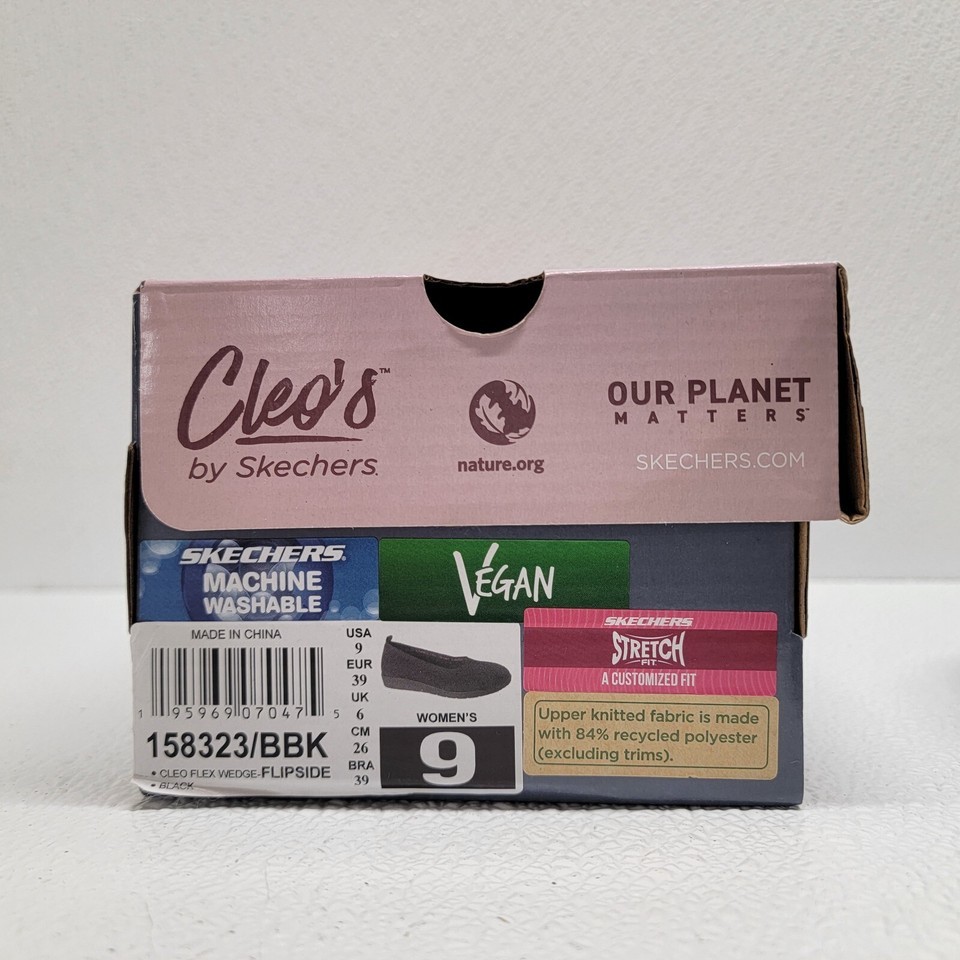 Cleo's™
by Skechers.
nature.org
OUR PLANET
MATTERS™
SKECHERS.COM
SKECHERS®
MACHINE
WASHABLE
VEGAN
MADE IN CHINA
1 95969 07047 5
158323/BBK
• CLEO FLEX WEDGE-FLIPSIDE
• BLACK
USA
9
EUR
39
UK
6
CM
26
BRA
39
WOMEN'S
9
SKECHERS
STRETCH
FIT
A CUSTOMIZED FIT
Upper knitted fabric is made
with 84% recycled polyester
(excluding trims).